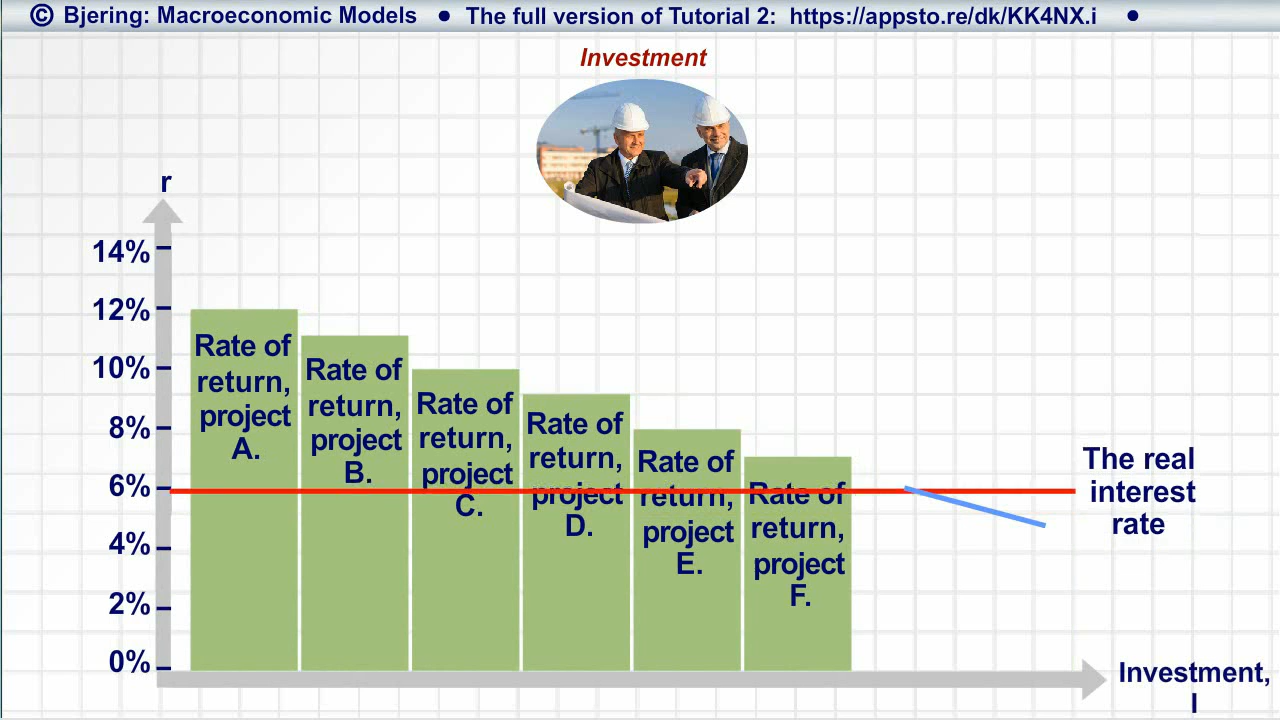 © Bjering: Macroeconomic Models • The full version of Tutorial 2: https://appsto.re/dk/KK4NX.i •
Investment
r
14%
12%
10%
8%
6%
4%
2%
0%
Rate of
return,
project
A.
Rate of
return,
project
B.
Rate of
return,
project
C.
Rate of
return,
project
D.
Rate of
return,
project
E.
Rate of
return,
project
F.
The real
interest
rate
Investment,
I